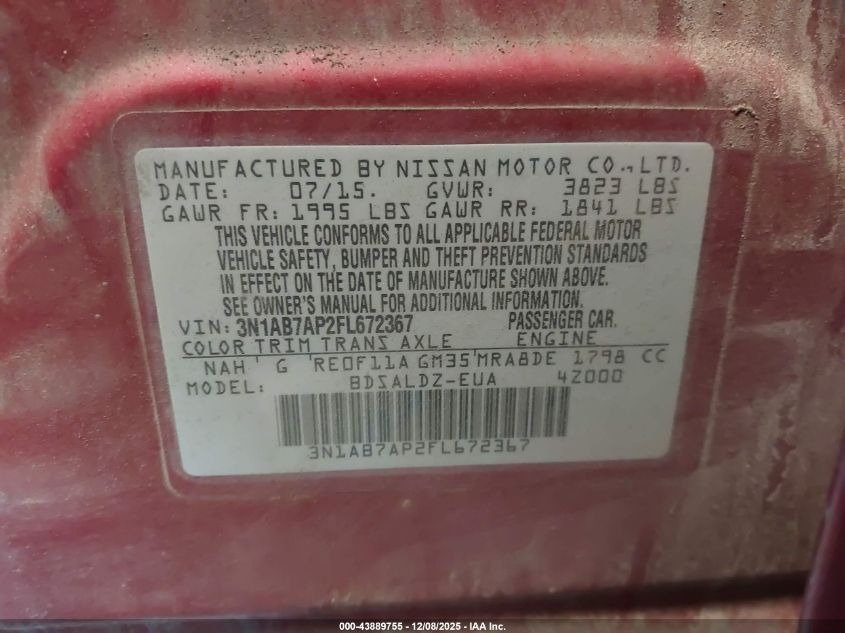 MANUFACTURED BY NISSAN MOTOR CO., LTD.
DATE: 07/15. GVWR: 3823 LBS
GAWR FR: 1995 LBS GAWR RR: 1841 LBS
THIS VEHICLE CONFORMS TO ALL APPLICABLE FEDERAL MOTOR
VEHICLE SAFETY, BUMPER AND THEFT PREVENTION STANDARDS
IN EFFECT ON THE DATE OF MANUFACTURE SHOWN ABOVE.
SEE OWNER'S MANUAL FOR ADDITIONAL INFORMATION.
VIN: 3N1AB7AP2FL672367 PASSENGER CAR.
COLOR TRIM TRANS AXLE ENGINE
NAH G RE0F11A GM35 MRA8DE 1798 CC
MODEL: BDSALDZ-EUA 4Z000
3N1AB7AP2FL672367
000-43889755 - 12/08/2025 - IAA Inc.